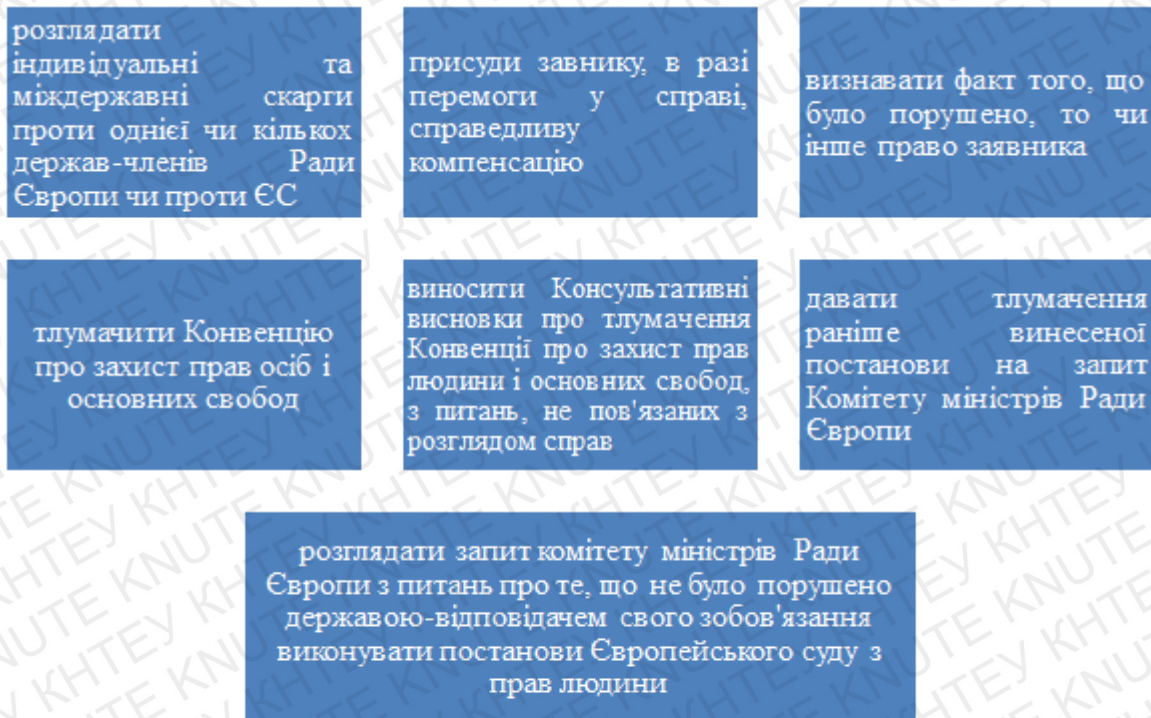 розглядати
індивідуальні та
міждержавні скарги
проти однієї чи кількох
держав-членів Ради
Європи чи проти ЄС
присуди завнику, в разі
перемоги у справі,
справедливу
компенсацію
визнавати факт того, що
було порушено, то чи
інше право заявника
тлумачити Конвенцію
про захист прав осіб і
основних свобод
виносити Консультативні
висновки про тлумачення
Конвенції про захист прав
людини і основних свобод,
з питань, не пов'язаних з
розглядом справ
давати тлумачення
раніше винесеної
постанови на запит
Комітету міністрів Ради
Європи
розглядати запит комітету міністрів Ради
Європи з питань про те, що не було порушено
державою-відповідачем свого зобов'язання
виконувати постанови Європейського суду з
прав людини